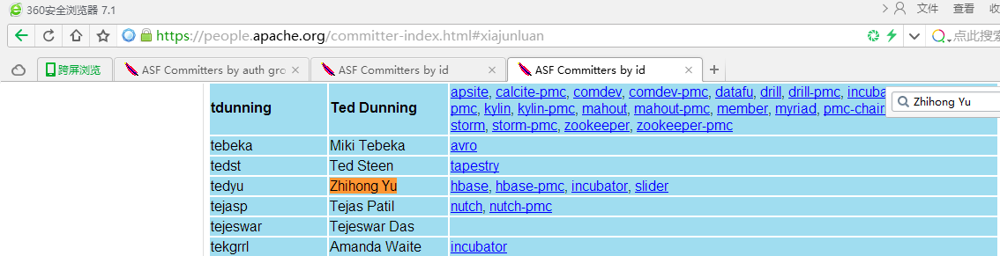 360安全浏览器 7.1
文件 查看 收
https://people.apache.org/committer-index.html#xiajunluan
点此搜
跨屏浏览 ASF Committers by auth gro ASF Committers by id ASF Committers by id
apsite, calcite-pmc, comdev, comdev-pmc, datafu, drill, drill-pmc, incuba
Zhihong Yu
tdunning Ted Dunning pmc, kylin, kylin-pmc, mahout, mahout-pmc, member, myriad, pmc-chair
storm, storm-pmc, zookeeper, zookeeper-pmc
tebeka Miki Tebeka avro
tedst Ted Steen tapestry
tedyu Zhihong Yu hbase, hbase-pmc, incubator, slider
tejasp Tejas Patil nutch, nutch-pmc
tejeswar Tejeswar Das
tekgrrl Amanda Waite incubator